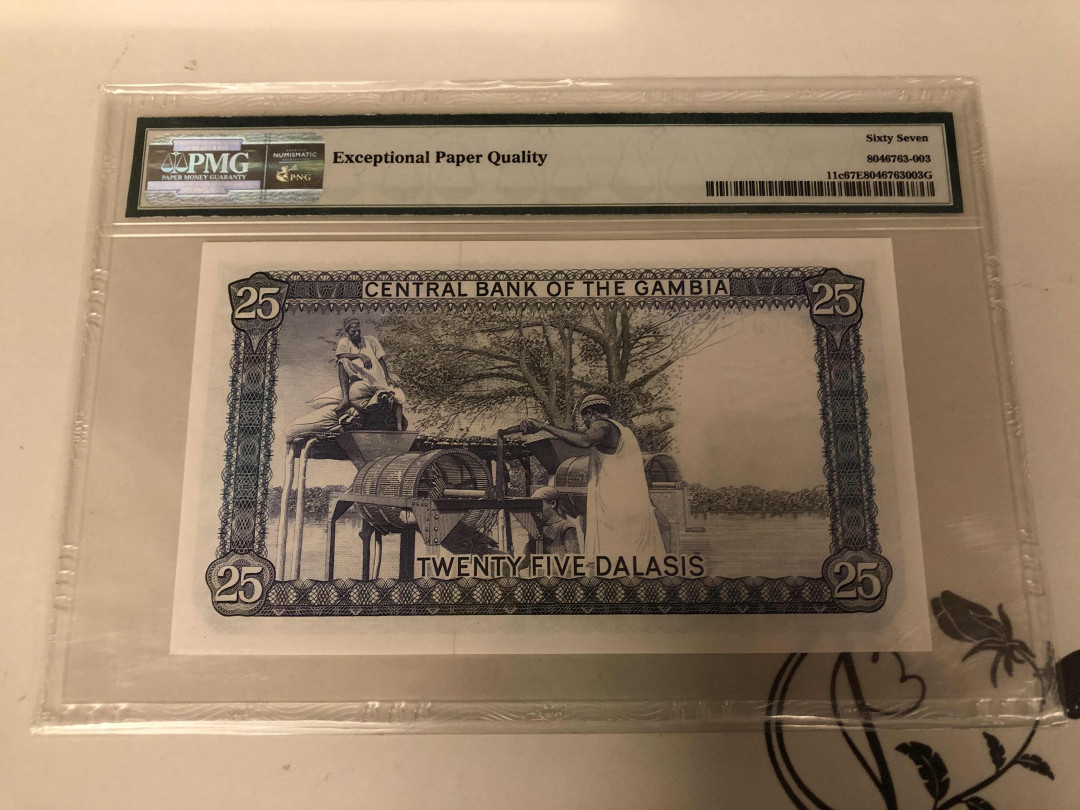 PMG
PAPER MONEY GUARANTY
NUMISMATIC
PNG
Exceptional Paper Quality
Sixty Seven
8046763-003
11c67E8046763003G
CENTRAL BANK OF THE GAMBIA
25
25
TWENTY FIVE DALASIS
25
25